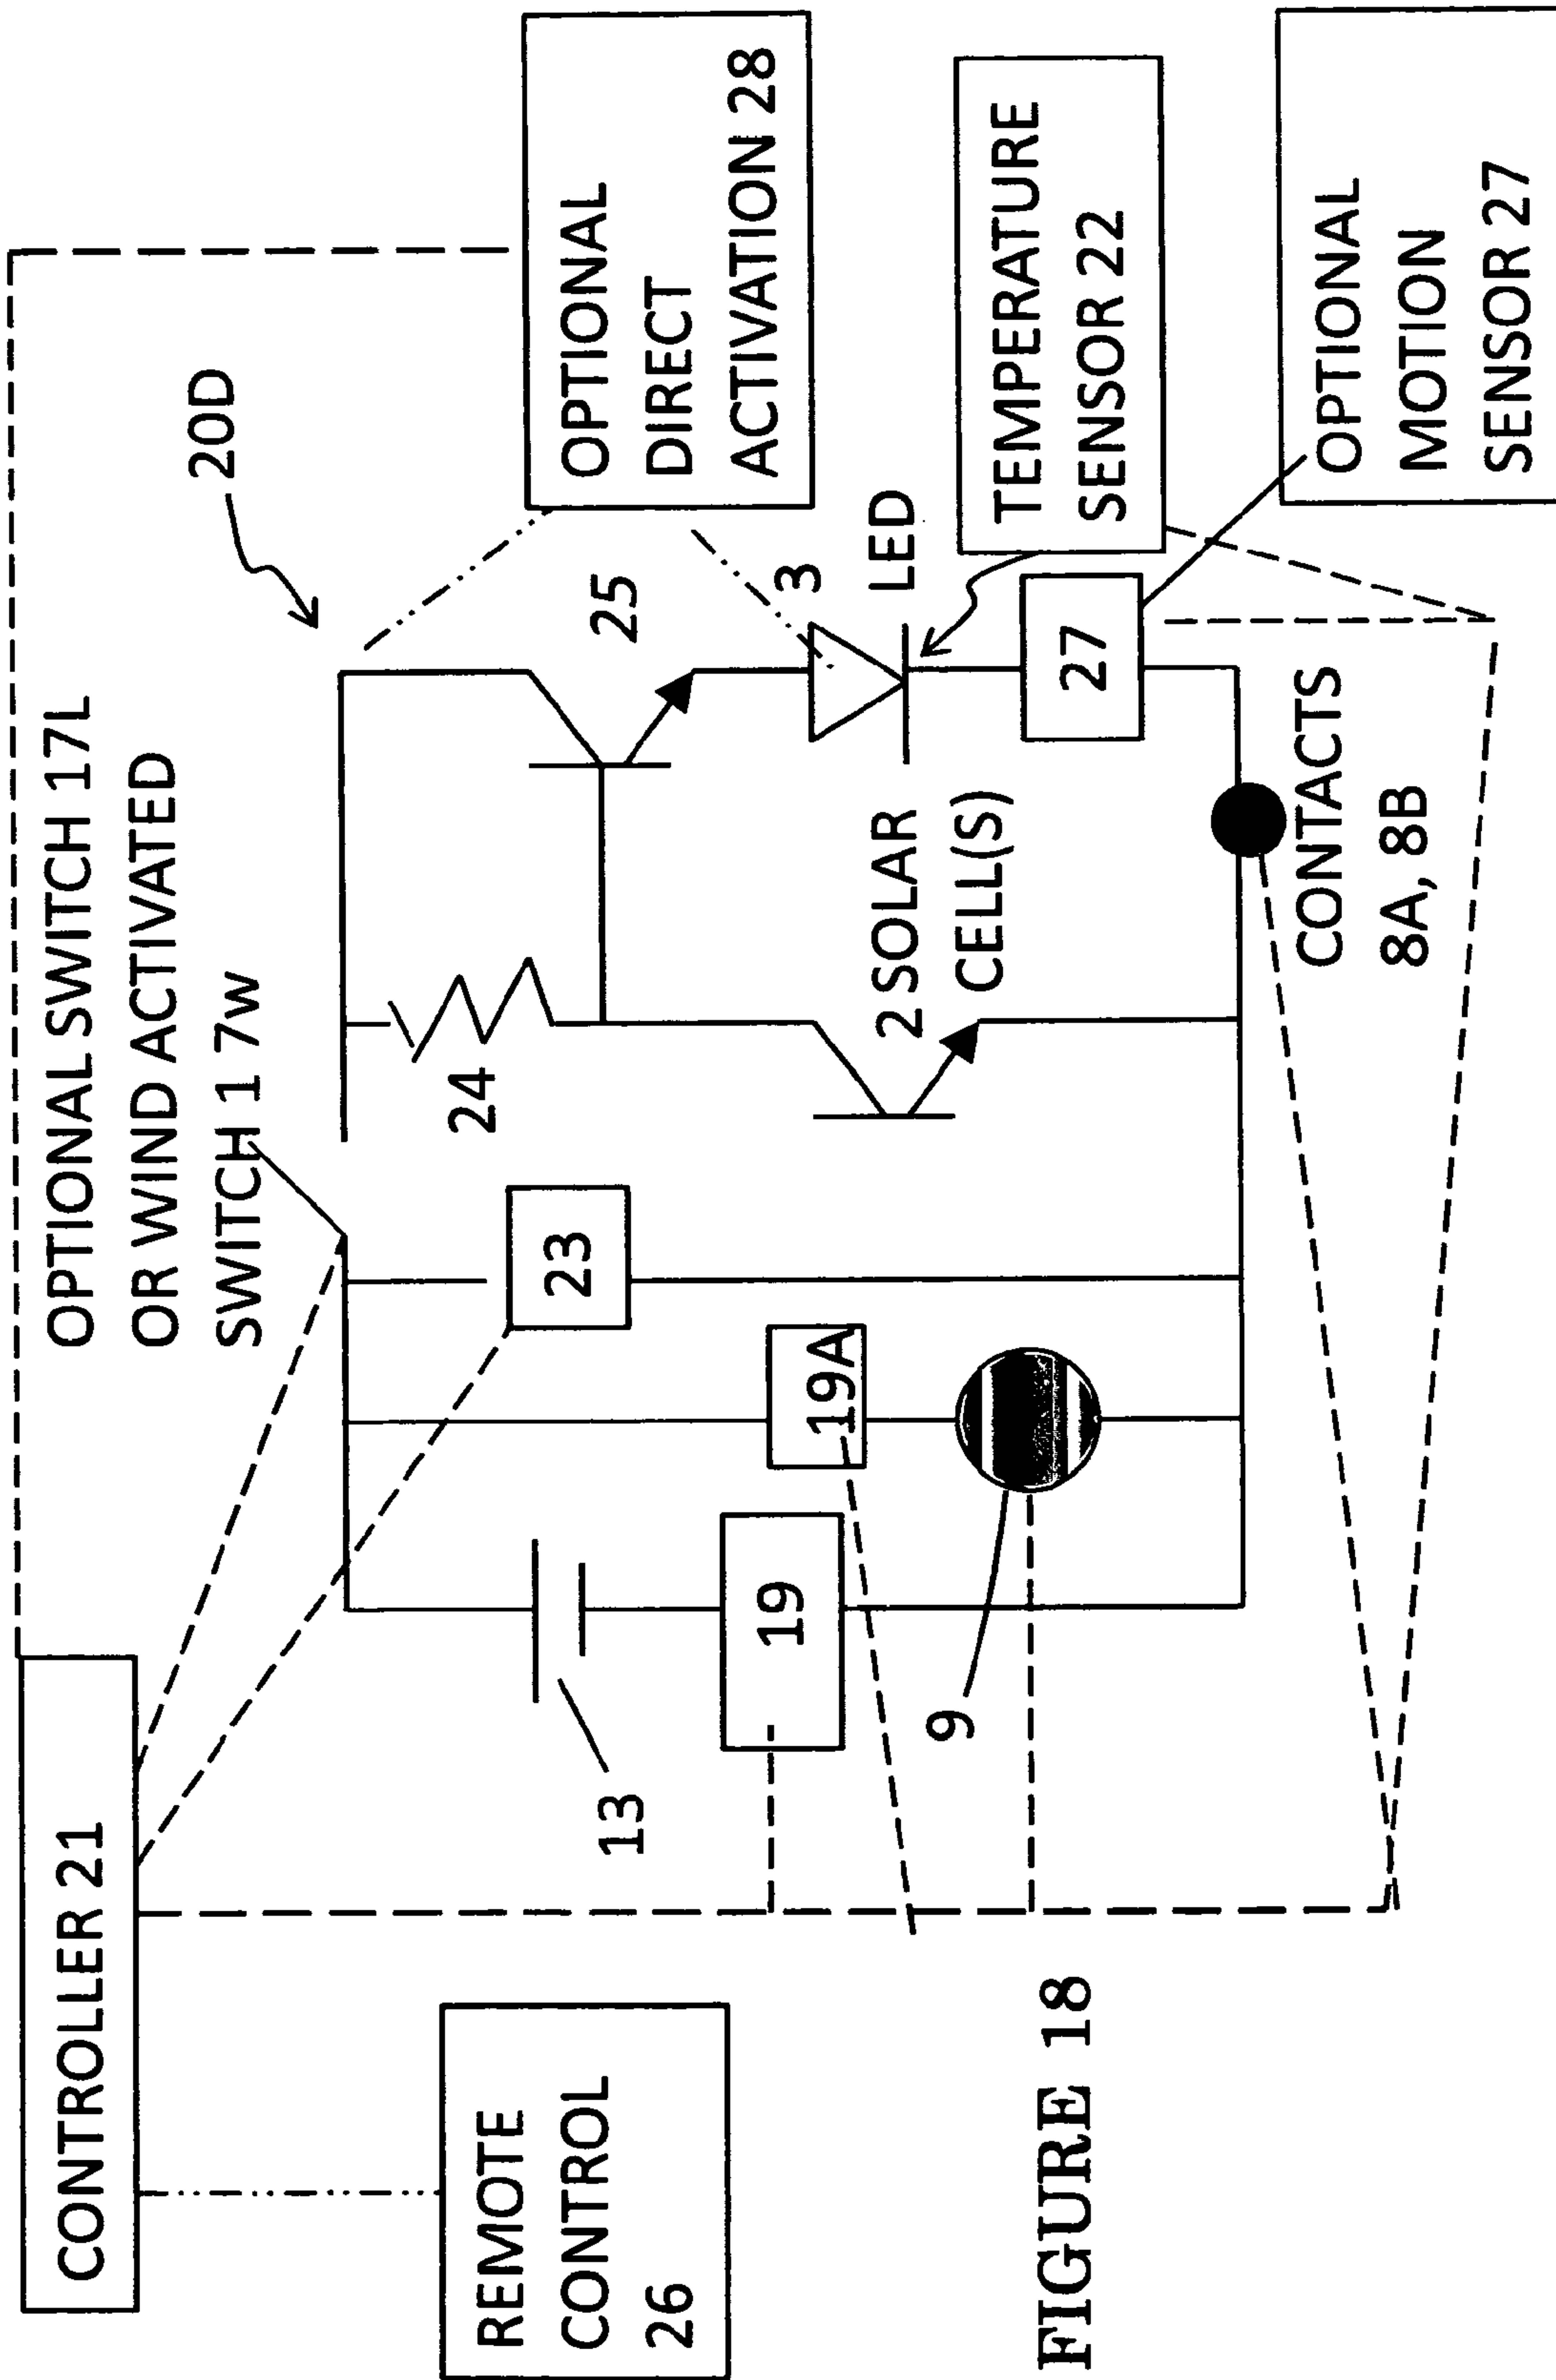 CONTROLLER 21
OPTIONAL SWITCH 17L
OR WIND ACTIVATED
SWITCH 1 7w
20D
OPTIONAL
DIRECT
ACTIVATION 28
REMOTE
CONTROL
26
13
19
19A
9
23
24
25
3
LED
2 SOLAR
CELL(S)
TEMPERATURE
SENSOR 22
27
OPTIONAL
MOTION
SENSOR 27
CONTACTS
8A, 8B
FIGURE 18